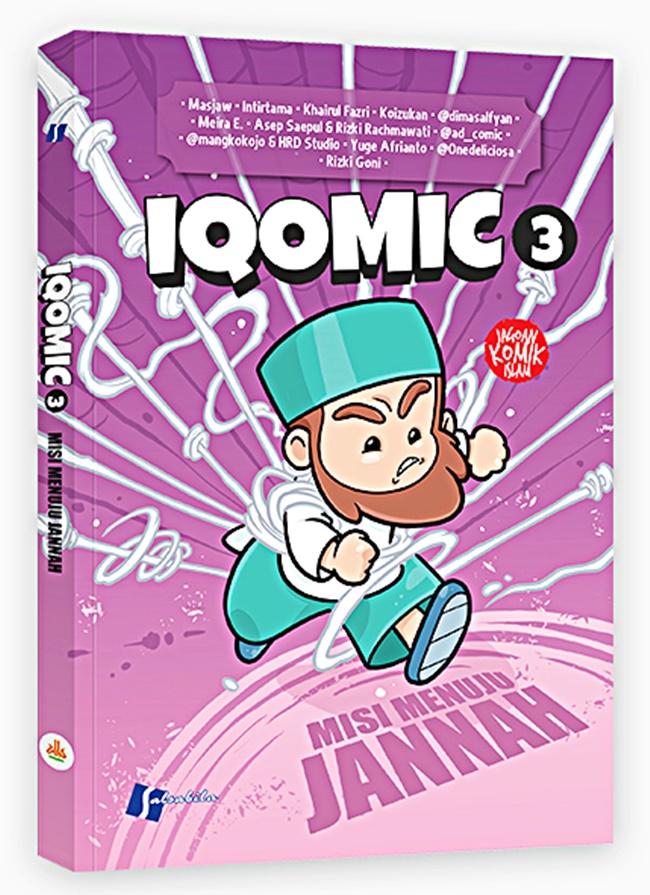 · Masjaw · Intirtama · Khairul Fazri · Koizukan · @dimasalfyan ·
· Meira E. · Asep Saepul & Rizki Rachmawati · @ad_comic ·
· @mangkokojo & HRD Studio · Yuge Afrianto · @Onedeliciosa ·
· Rizki Goni ·
IQOMIC 3
JAGOAN
KOMIK
ISLAM
MISI MENUJU
JANNAH
Salsabila
IQOMIC 3 MISI MENUJU JANNAH